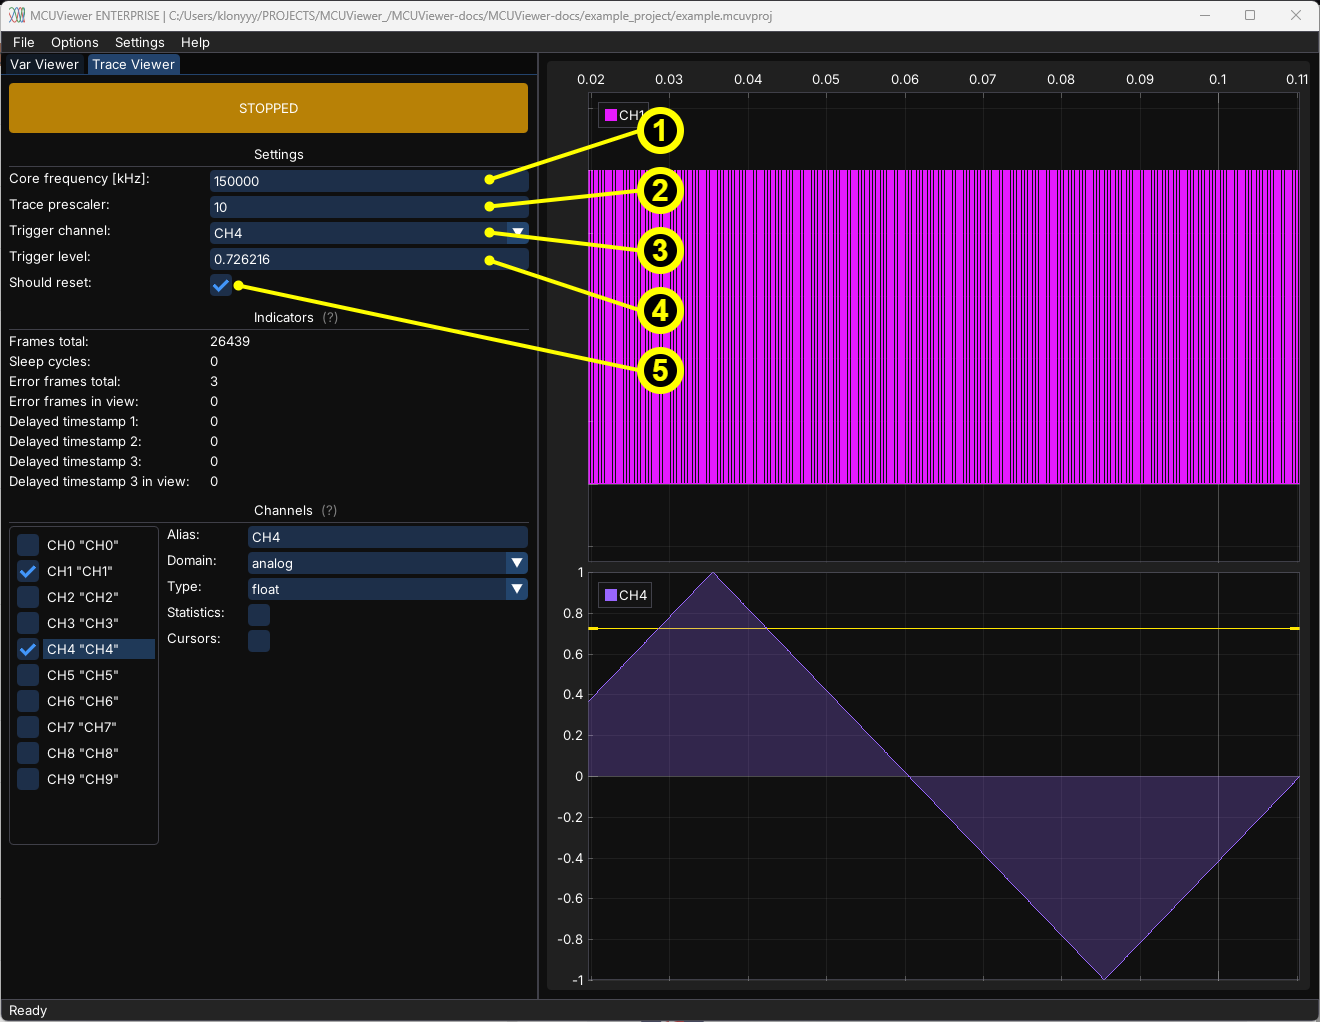 MCUViewer ENTERPRISE | C:/Users/klonyyy/PROJECTS/MCUViewer_/MCUViewer-docs/MCUViewer-docs/example_project/example.mcuvproj
File Options Settings Help
Var Viewer Trace Viewer
STOPPED
Settings
Core frequency [kHz]: 150000
Trace prescaler: 10
Trigger channel: CH4
Trigger level: 0.726216
Should reset:
Indicators (?)
Frames total: 26439
Sleep cycles: 0
Error frames total: 3
Error frames in view: 0
Delayed timestamp 1: 0
Delayed timestamp 2: 0
Delayed timestamp 3: 0
Delayed timestamp 3 in view: 0
Channels (?)
CH0 "CH0"
CH1 "CH1"
CH2 "CH2"
CH3 "CH3"
CH4 "CH4"
CH5 "CH5"
CH6 "CH6"
CH7 "CH7"
CH8 "CH8"
CH9 "CH9"
Alias: CH4
Domain: analog
Type: float
Statistics:
Cursors:
0.02 0.03 0.04 0.05 0.06 0.07 0.08 0.09 0.1 0.11
CH1
1
2
3
4
5
CH4
1
0.8
0.6
0.4
0.2
0
-0.2
-0.4
-0.6
-0.8
-1
Ready